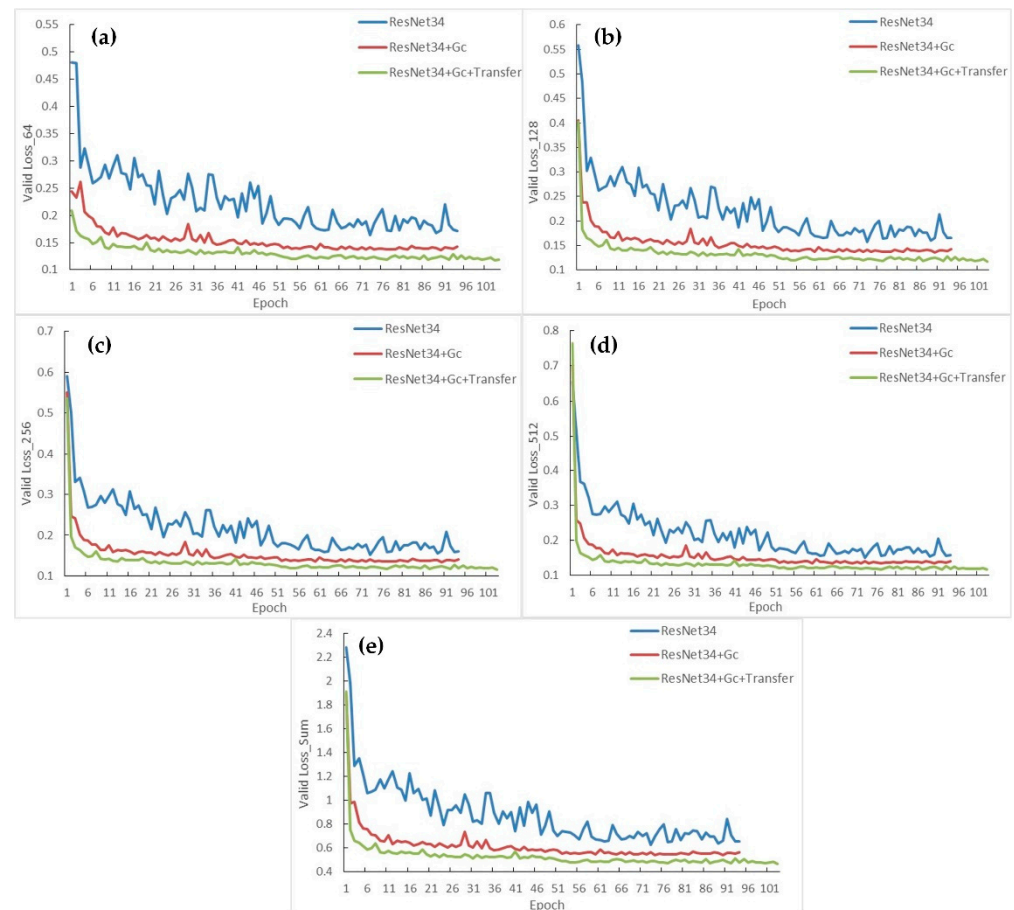 (a)
ResNet34
ResNet34+Gc
ResNet34+Gc+Transfer
Valid Loss_64
0.55
0.5
0.45
0.4
0.35
0.3
0.25
0.2
0.15
0.1
1 6 11 16 21 26 31 36 41 46 51 56 61 66 71 76 81 86 91 96 101
Epoch
(b)
ResNet34
ResNet34+Gc
ResNet34+Gc+Transfer
Valid Loss_128
0.6
0.55
0.5
0.45
0.4
0.35
0.3
0.25
0.2
0.15
0.1
1 6 11 16 21 26 31 36 41 46 51 56 61 66 71 76 81 86 91 96 101
Epoch
(c)
ResNet34
ResNet34+Gc
ResNet34+Gc+Transfer
Valid Loss_256
0.7
0.6
0.5
0.4
0.3
0.2
0.1
1 6 11 16 21 26 31 36 41 46 51 56 61 66 71 76 81 86 91 96 101
Epoch
(d)
ResNet34
ResNet34+Gc
ResNet34+Gc+Transfer
Valid Loss_512
0.8
0.7
0.6
0.5
0.4
0.3
0.2
0.1
1 6 11 16 21 26 31 36 41 46 51 56 61 66 71 76 81 86 91 96 101
Epoch
(e)
ResNet34
ResNet34+Gc
ResNet34+Gc+Transfer
Valid Loss_Sum
2.4
2.2
2
1.8
1.6
1.4
1.2
1
0.8
0.6
0.4
1 6 11 16 21 26 31 36 41 46 51 56 61 66 71 76 81 86 91 96 101
Epoch